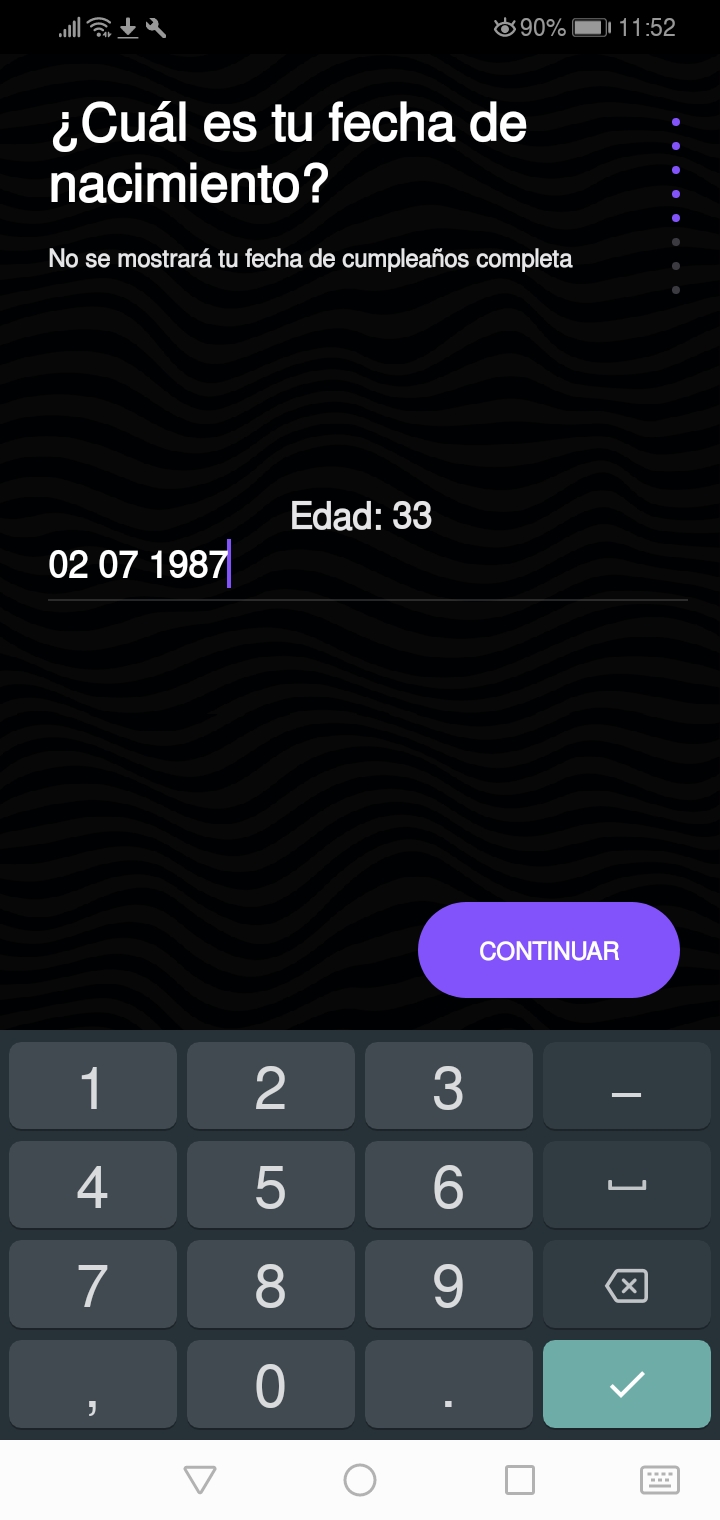 90% 11:52
¿Cuál es tu fecha de
nacimiento?
No se mostrará tu fecha de cumpleaños completa
Edad: 33
02 07 1987
CONTINUAR
1 2 3 –
4 5 6
7 8 9
, 0 .